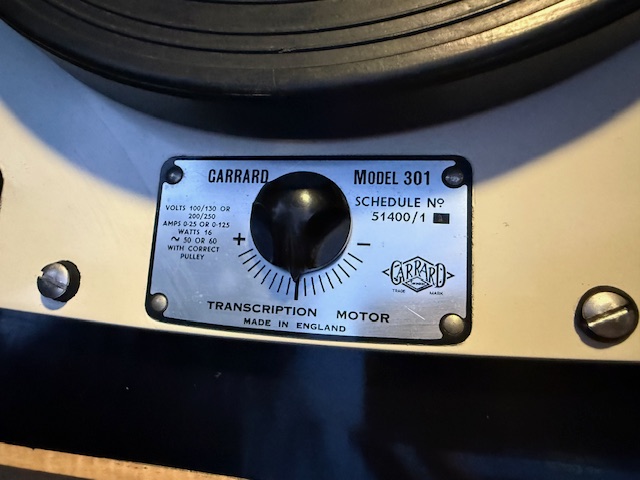 GARRARD MODEL 301
VOLTS 100/130 OR
200/250
AMPS 0·25 OR 0·125
WATTS 16
~ 50 OR 60
WITH CORRECT
PULLEY
SCHEDULE Nº
51400/1
+ −
GARRARD
TRADE MARK
TRANSCRIPTION MOTOR
MADE IN ENGLAND